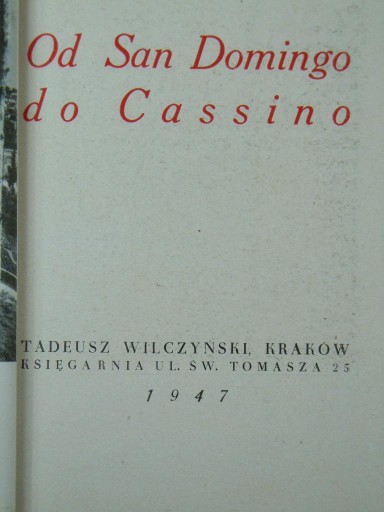 Od San Domingo
do Cassino
TADEUSZ WILCZYŃSKI, KRAKÓW
KSIĘGARNIA UL. ŚW. TOMASZA 25
1947